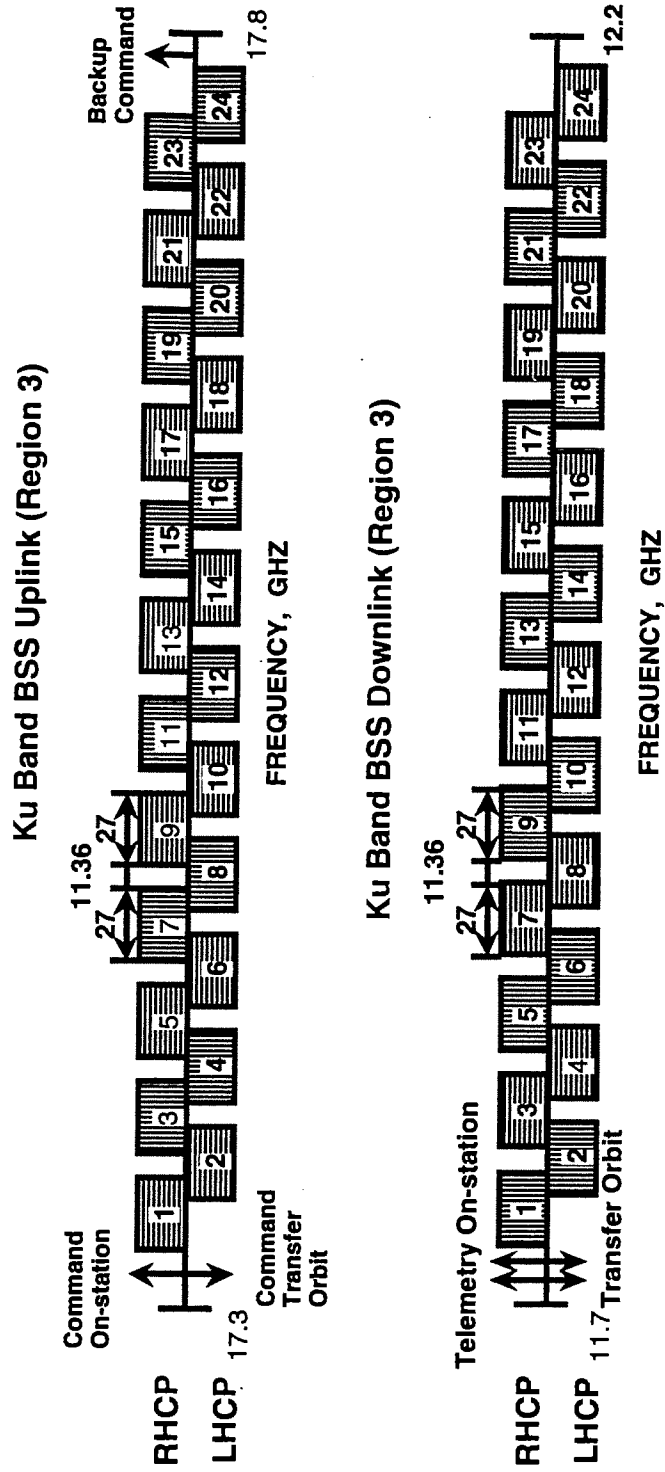 Ku Band BSS Uplink (Region 3)
Command
On-station
Backup
Command
11.36
27 27
RHCP
1 3 5 7 9 11 13 15 17 19 21 23
LHCP
2 4 6 8 10 12 14 16 18 20 22 24
17.3
17.8
Command
Transfer
Orbit
FREQUENCY, GHZ
Ku Band BSS Downlink (Region 3)
Telemetry On-station
11.36
27 27
RHCP
1 3 5 7 9 11 13 15 17 19 21 23
LHCP
2 4 6 8 10 12 14 16 18 20 22 24
11.7
12.2
Transfer Orbit
FREQUENCY, GHZ